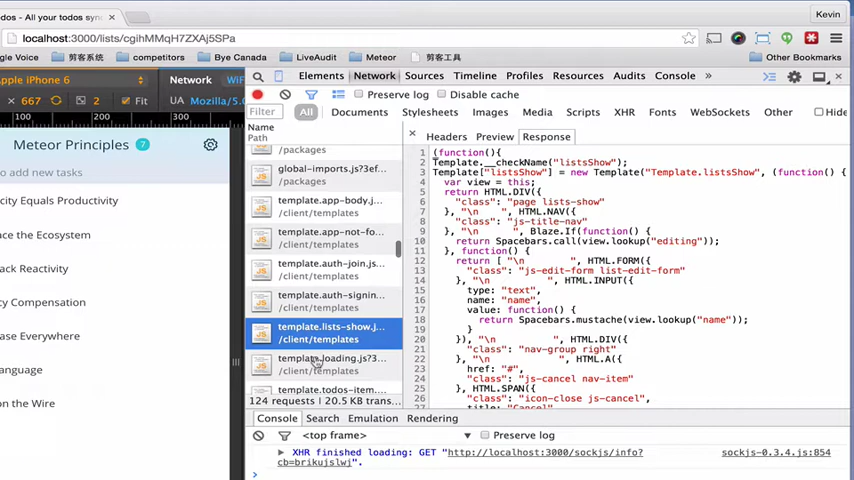 odos - All your todos sync
Kevin
localhost:3000/lists/cgihMMqH7ZXAj5SPa
gle Voice
剪客系统
competitors
Bye Canada
LiveAudit
Meteor
剪客工具
Other Bookmarks
Apple iPhone 6
Network
WiF
Elements
Network
Sources
Timeline
Profiles
Resources
Audits
Console
»
× 667
2
Fit
UA
Mozilla/5.0
Preserve log
Disable cache
Filter
All
Documents
Stylesheets
Images
Media
Scripts
XHR
Fonts
WebSockets
Other
Hide
100
200
300
Name
Path
Headers
Preview
Response
Meteor Principles 7
o add new tasks
city Equals Productivity
ace the Ecosystem
ack Reactivity
cy Compensation
ase Everywhere
anguage
on the Wire
/packages
global-imports.js?3ef...
/packages
template.app-body.j...
/client/templates
template.app-not-fo...
/client/templates
template.auth-join.js...
/client/templates
template.auth-signin...
/client/templates
template.lists-show.j...
/client/templates
template.loading.js?3...
/client/templates
template.todos-item...
124 requests | 20.5 KB trans...
1 (function(){
2 Template.__checkName("listsShow");
3 Template["listsShow"] = new Template("Template.listsShow", (function() {
4 var view = this;
5 return HTML.DIV({
6 "class": "page lists-show"
7 }, "\n ", HTML.NAV({
8 "class": "js-title-nav"
9 }, "\n ", Blaze.If(function() {
10 return Spacebars.call(view.lookup("editing"));
11 }, function() {
12 return [ "\n ", HTML.FORM({
13 "class": "js-edit-form list-edit-form"
14 }, "\n ", HTML.INPUT({
15 type: "text",
16 name: "name",
17 value: function() {
18 return Spacebars.mustache(view.lookup("name"));
19 }
20 }), "\n ", HTML.DIV({
21 "class": "nav-group right"
22 }, "\n ", HTML.A({
23 href: "#",
24 "class": "js-cancel nav-item"
25 }, HTML.SPAN({
26 "class": "icon-close js-cancel",
27 title: "Cancel"
Console
Search
Emulation
Rendering
<top frame>
Preserve log
XHR finished loading: GET "http://localhost:3000/sockjs/info?
cb=brikujslwj".
sockjs-0.3.4.js:854
>